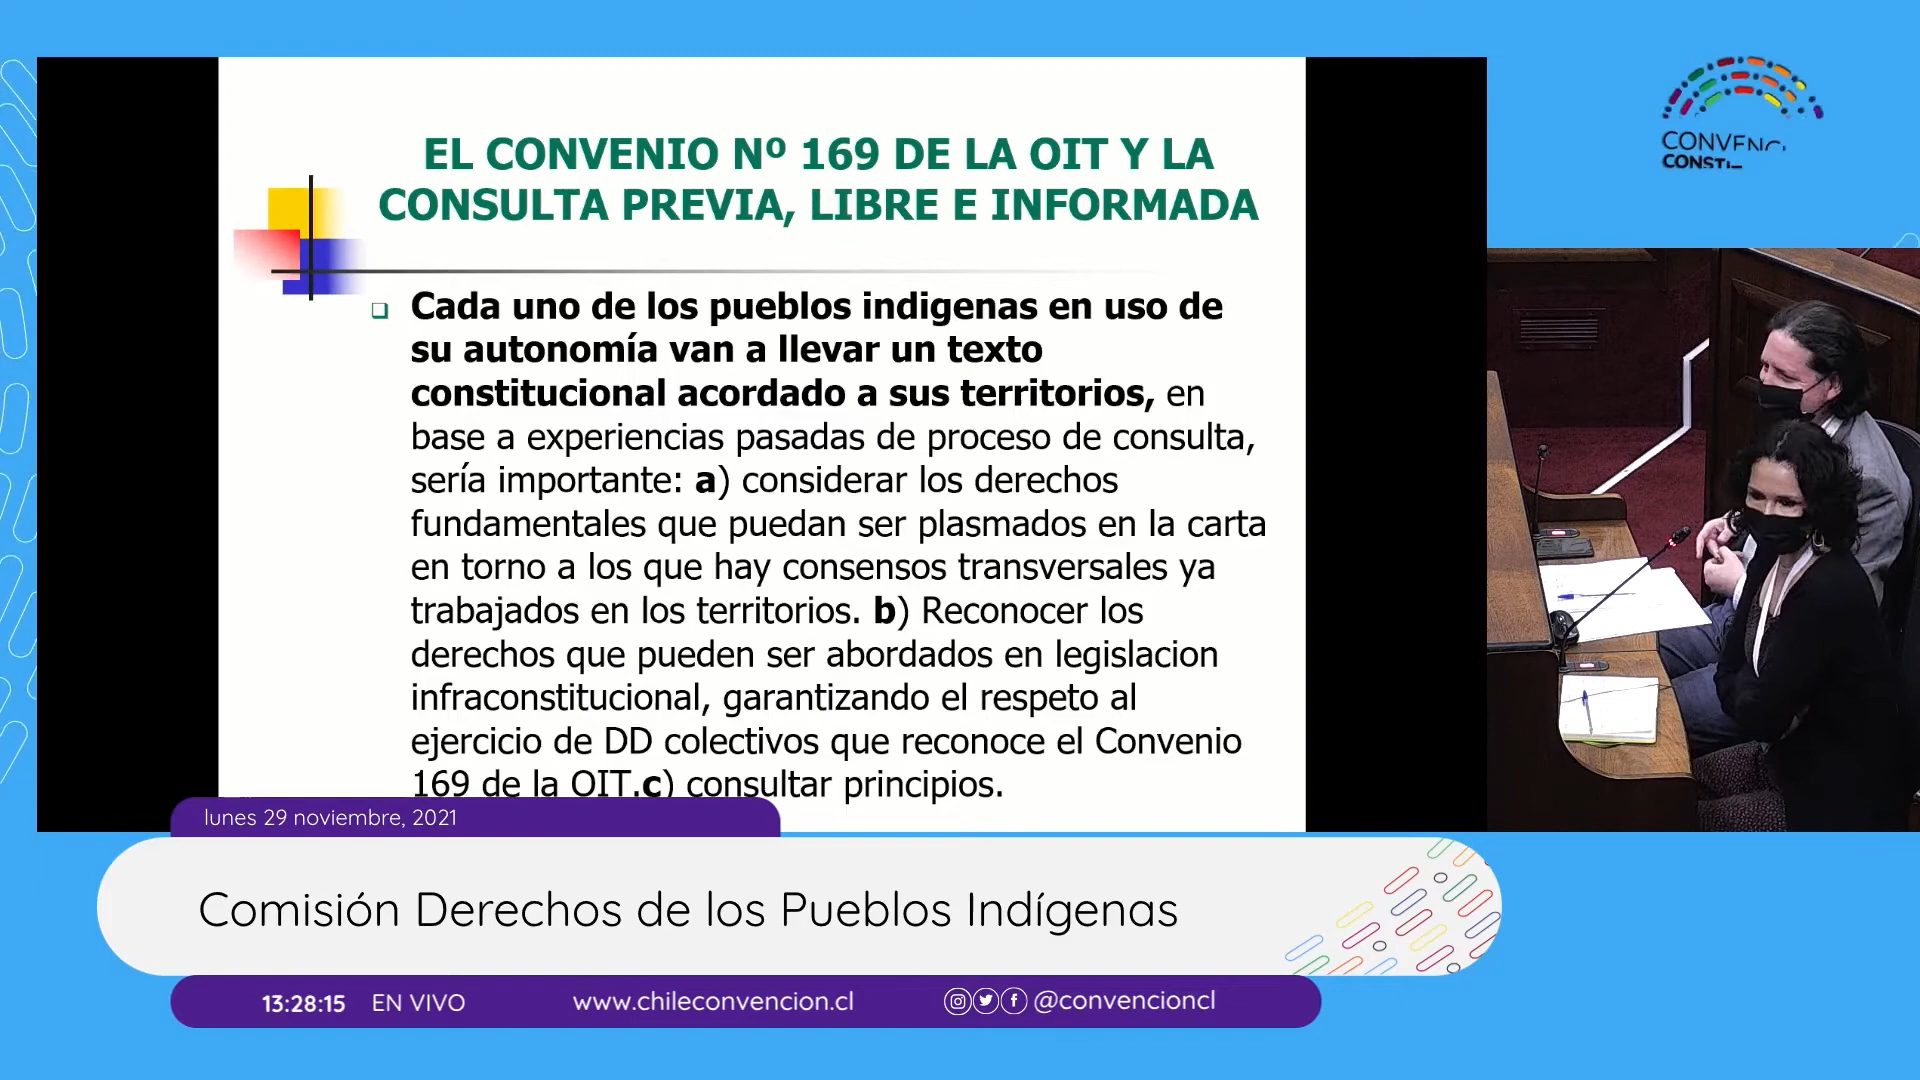 EL CONVENIO Nº 169 DE LA OIT Y LA
CONSULTA PREVIA, LIBRE E INFORMADA
Cada uno de los pueblos indigenas en uso de
su autonomía van a llevar un texto
constitucional acordado a sus territorios, en
base a experiencias pasadas de proceso de consulta,
sería importante: a) considerar los derechos
fundamentales que puedan ser plasmados en la carta
en torno a los que hay consensos transversales ya
trabajados en los territorios. b) Reconocer los
derechos que pueden ser abordados en legislacion
infraconstitucional, garantizando el respeto al
ejercicio de DD colectivos que reconoce el Convenio
169 de la OIT.c) consultar principios.
lunes 29 noviembre, 2021
Comisión Derechos de los Pueblos Indígenas
13:28:15 EN VIVO www.chileconvencion.cl @convencioncl